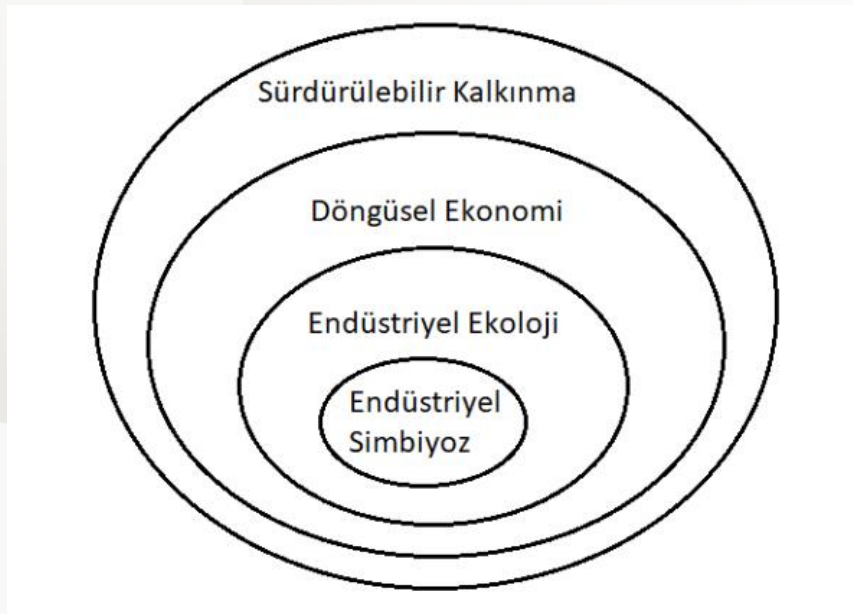 Sürdürülebilir Kalkınma
Döngüsel Ekonomi
Endüstriyel Ekoloji
Endüstriyel
Simbiyoz